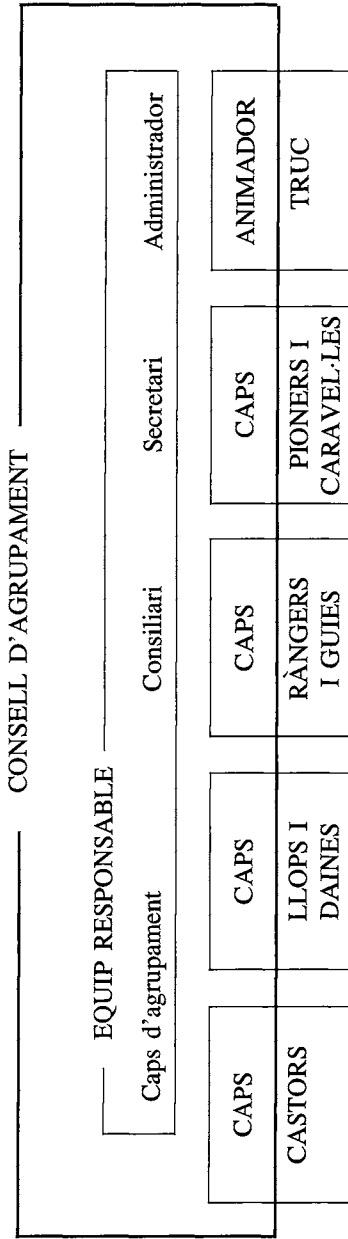 CONSELL D'AGRUPAMENT
EQUIP RESPONSABLE
Caps d'agrupament Consiliari Secretari Administrador
CAPS CAPS CAPS CAPS ANIMADOR
CASTORS
LLOPS I
DAINES
RÀNGERS
I GUIES
PIONERS I
CARAVEL·LES
TRUC